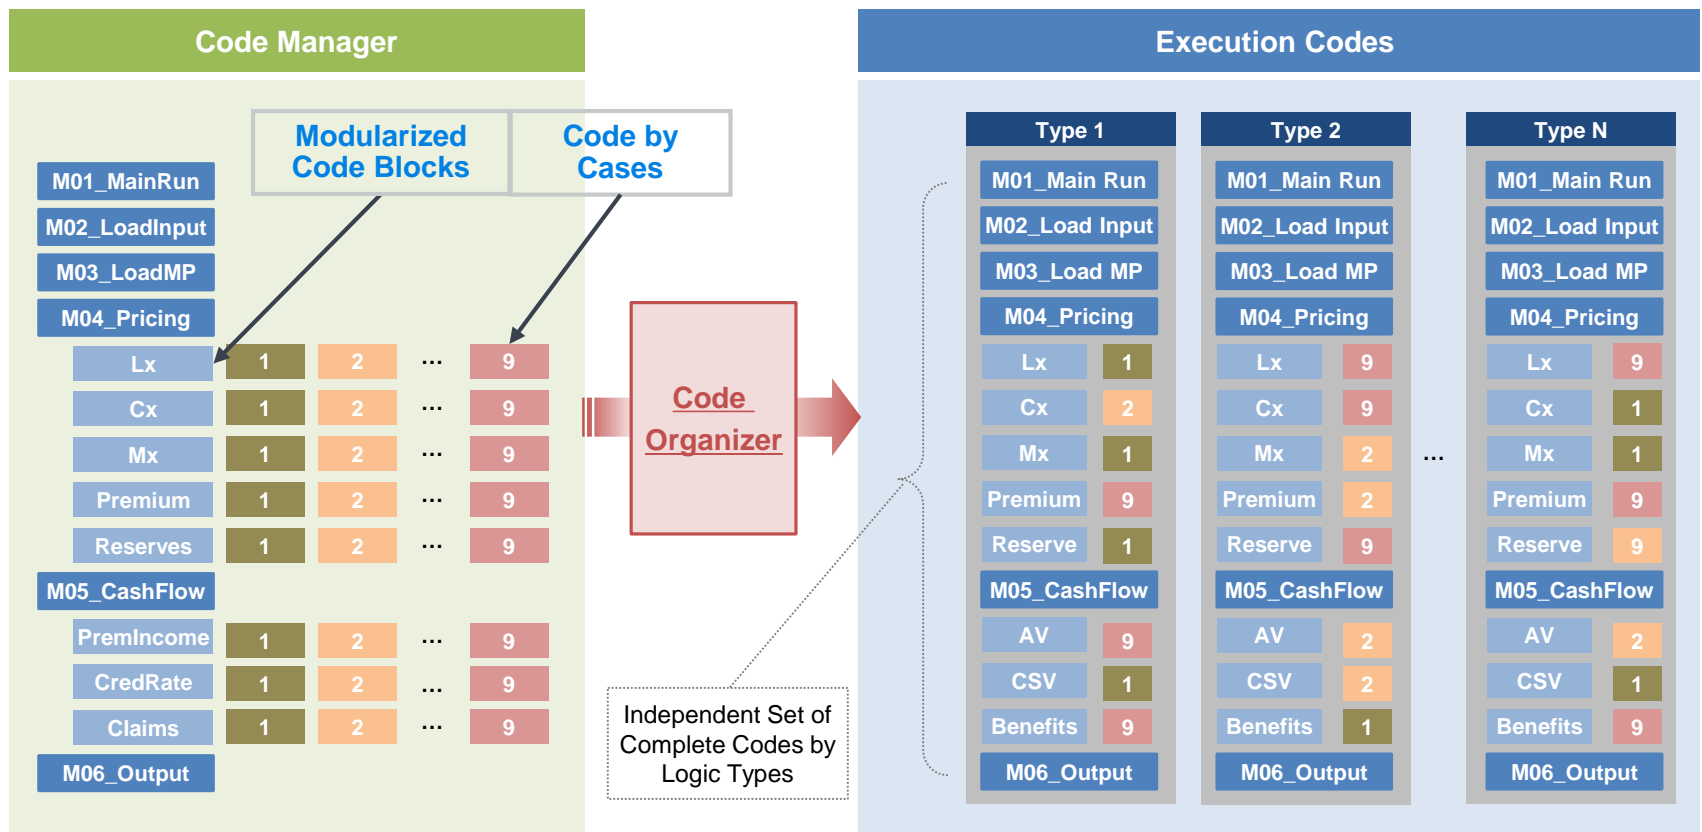 Code Manager
Modularized
Code Blocks
Code by
Cases
M01_MainRun
M02_LoadInput
M03_LoadMP
M04_Pricing
Lx 1 2 ... 9
Cx 1 2 ... 9
Mx 1 2 ... 9
Premium 1 2 ... 9
Reserves 1 2 ... 9
M05_CashFlow
PremIncome 1 2 ... 9
CredRate 1 2 ... 9
Claims 1 2 ... 9
M06_Output
Code
Organizer
Independent Set of
Complete Codes by
Logic Types
Execution Codes
Type 1
M01_Main Run
M02_Load Input
M03_Load MP
M04_Pricing
Lx 1
Cx 2
Mx 1
Premium 9
Reserve 1
M05_CashFlow
AV 9
CSV 1
Benefits 9
M06_Output
Type 2
M01_Main Run
M02_Load Input
M03_Load MP
M04_Pricing
Lx 9
Cx 9
Mx 2
Premium 2
Reserve 9
M05_CashFlow
AV 2
CSV 2
Benefits 1
M06_Output
...
Type N
M01_Main Run
M02_Load Input
M03_Load MP
M04_Pricing
Lx 9
Cx 1
Mx 1
Premium 9
Reserve 9
M05_CashFlow
AV 2
CSV 1
Benefits 9
M06_Output